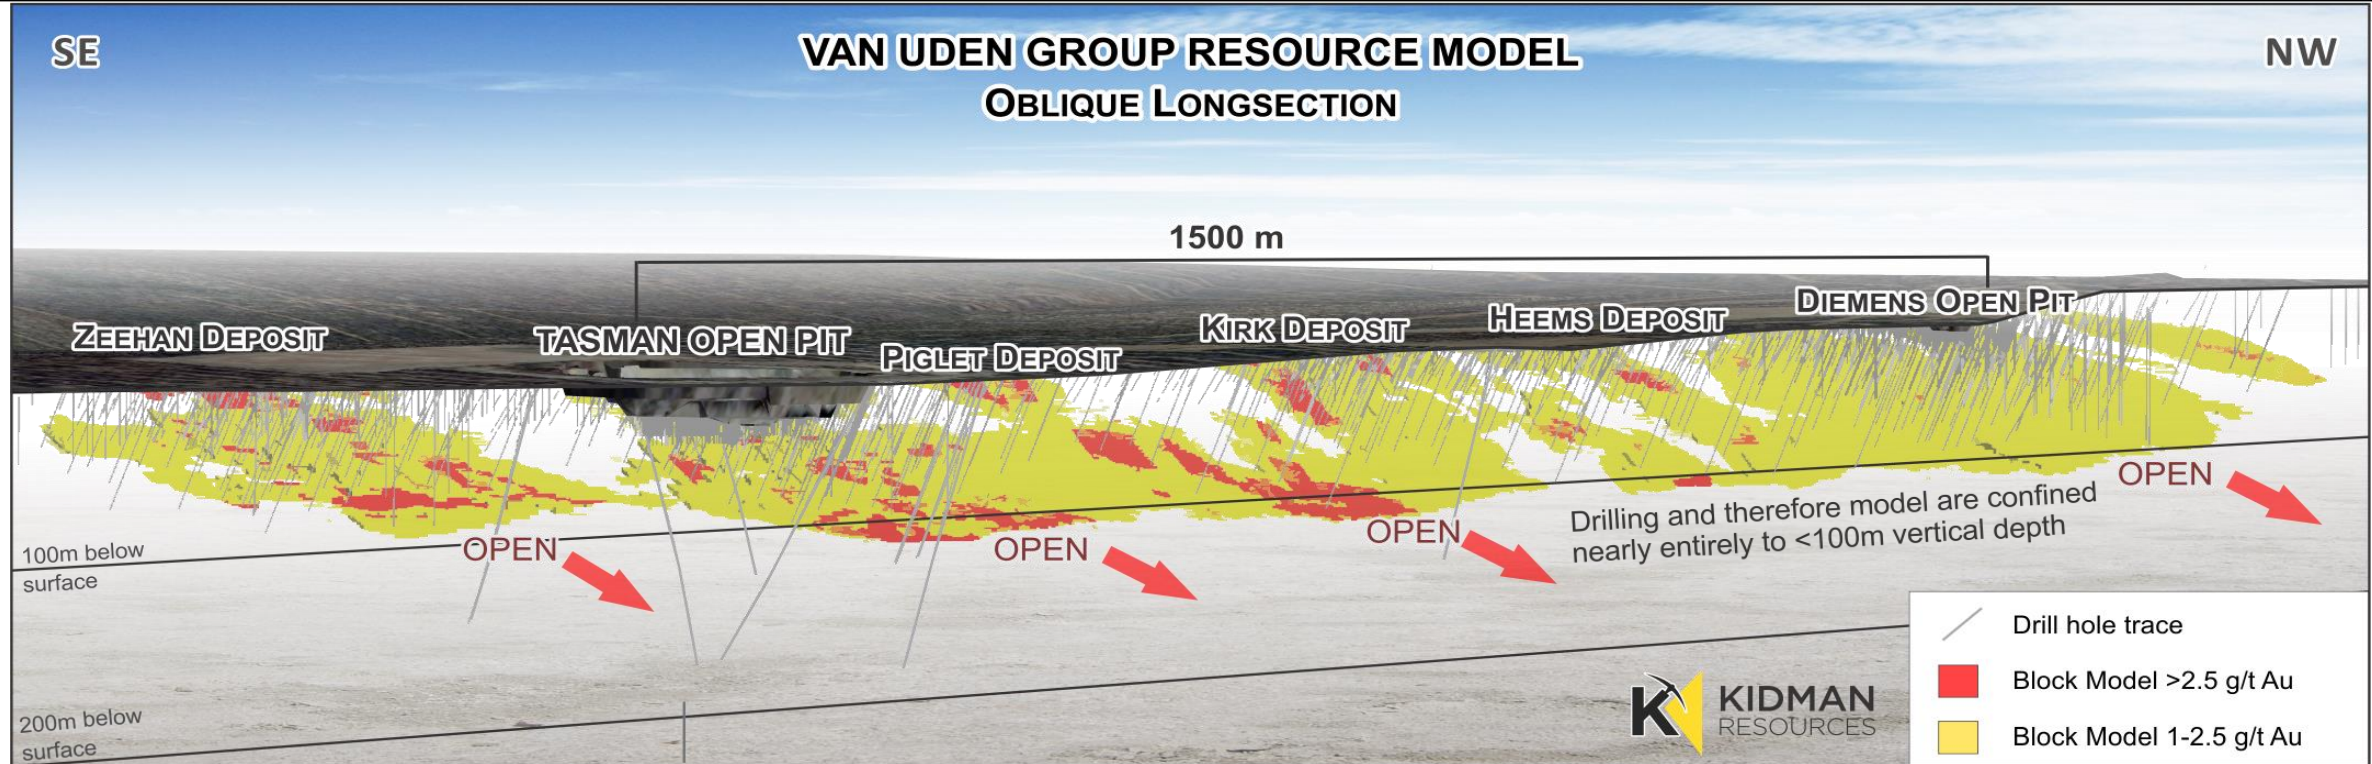 SE
VAN UDEN GROUP RESOURCE MODEL
NW
OBLIQUE LONGSECTION
1500 m
ZEEHAN DEPOSIT
TASMAN OPEN PIT
PIGLET DEPOSIT
KIRK DEPOSIT
HEEMS DEPOSIT
DIEMENS OPEN PIT
100m below
surface
OPEN
OPEN
OPEN
OPEN
Drilling and therefore model are confined
nearly entirely to <100m vertical depth
200m below
surface
KIDMAN
RESOURCES
Drill hole trace
Block Model >2.5 g/t Au
Block Model 1-2.5 g/t Au